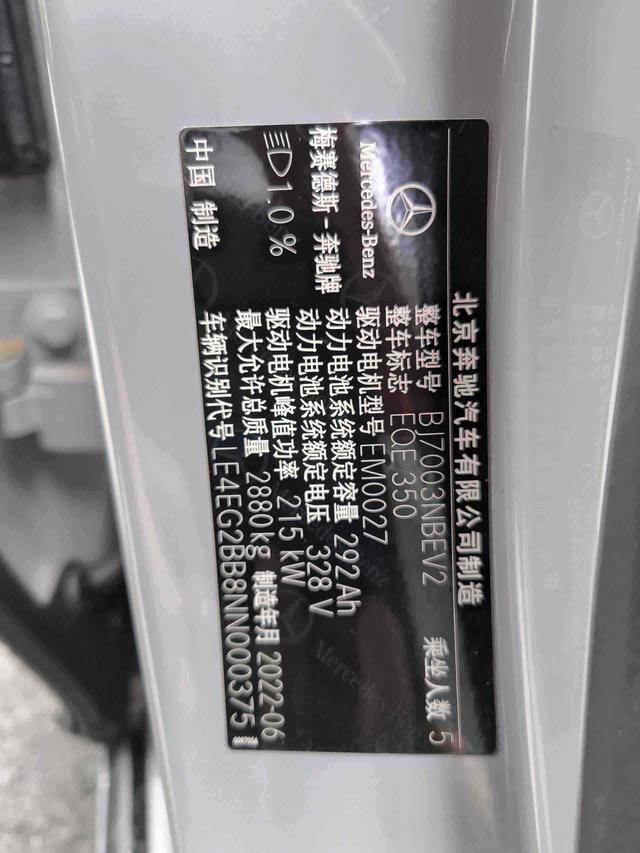 北京奔驰汽车有限公司制造
Mercedes-Benz
梅赛德斯-奔驰牌
1.0%
中国 制造
整车型号 BJ7003NBEV2 乘坐人数 5
整车标志 EQE 350
驱动电机型号 EM0027
动力电池系统额定容量 292Ah
动力电池系统额定电压 328 V
驱动电机峰值功率 215 kW
最大允许总质量 2880kg 制造年月 2022-06
车辆识别代号 LE4EG2BB8NN000375